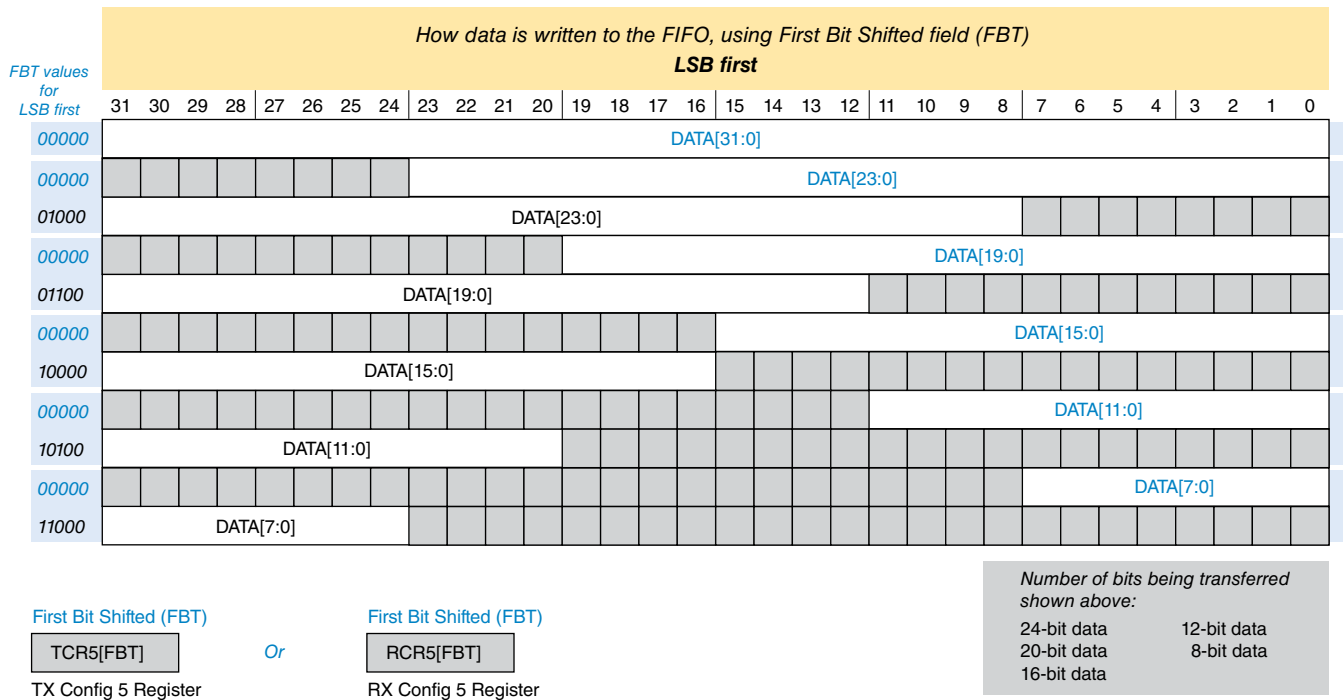 How data is written to the FIFO, using First Bit Shifted field (FBT)
LSB first
FBT values
for
LSB first
31 30 29 28 27 26 25 24 23 22 21 20 19 18 17 16 15 14 13 12 11 10 9 8 7 6 5 4 3 2 1 0
00000 DATA[31:0]
00000 DATA[23:0]
01000 DATA[23:0]
00000 DATA[19:0]
01100 DATA[19:0]
00000 DATA[15:0]
10000 DATA[15:0]
00000 DATA[11:0]
10100 DATA[11:0]
00000 DATA[7:0]
11000 DATA[7:0]
First Bit Shifted (FBT)
TCR5[FBT]
TX Config 5 Register
Or
First Bit Shifted (FBT)
RCR5[FBT]
RX Config 5 Register
Number of bits being transferred
shown above:
24-bit data 12-bit data
20-bit data 8-bit data
16-bit data